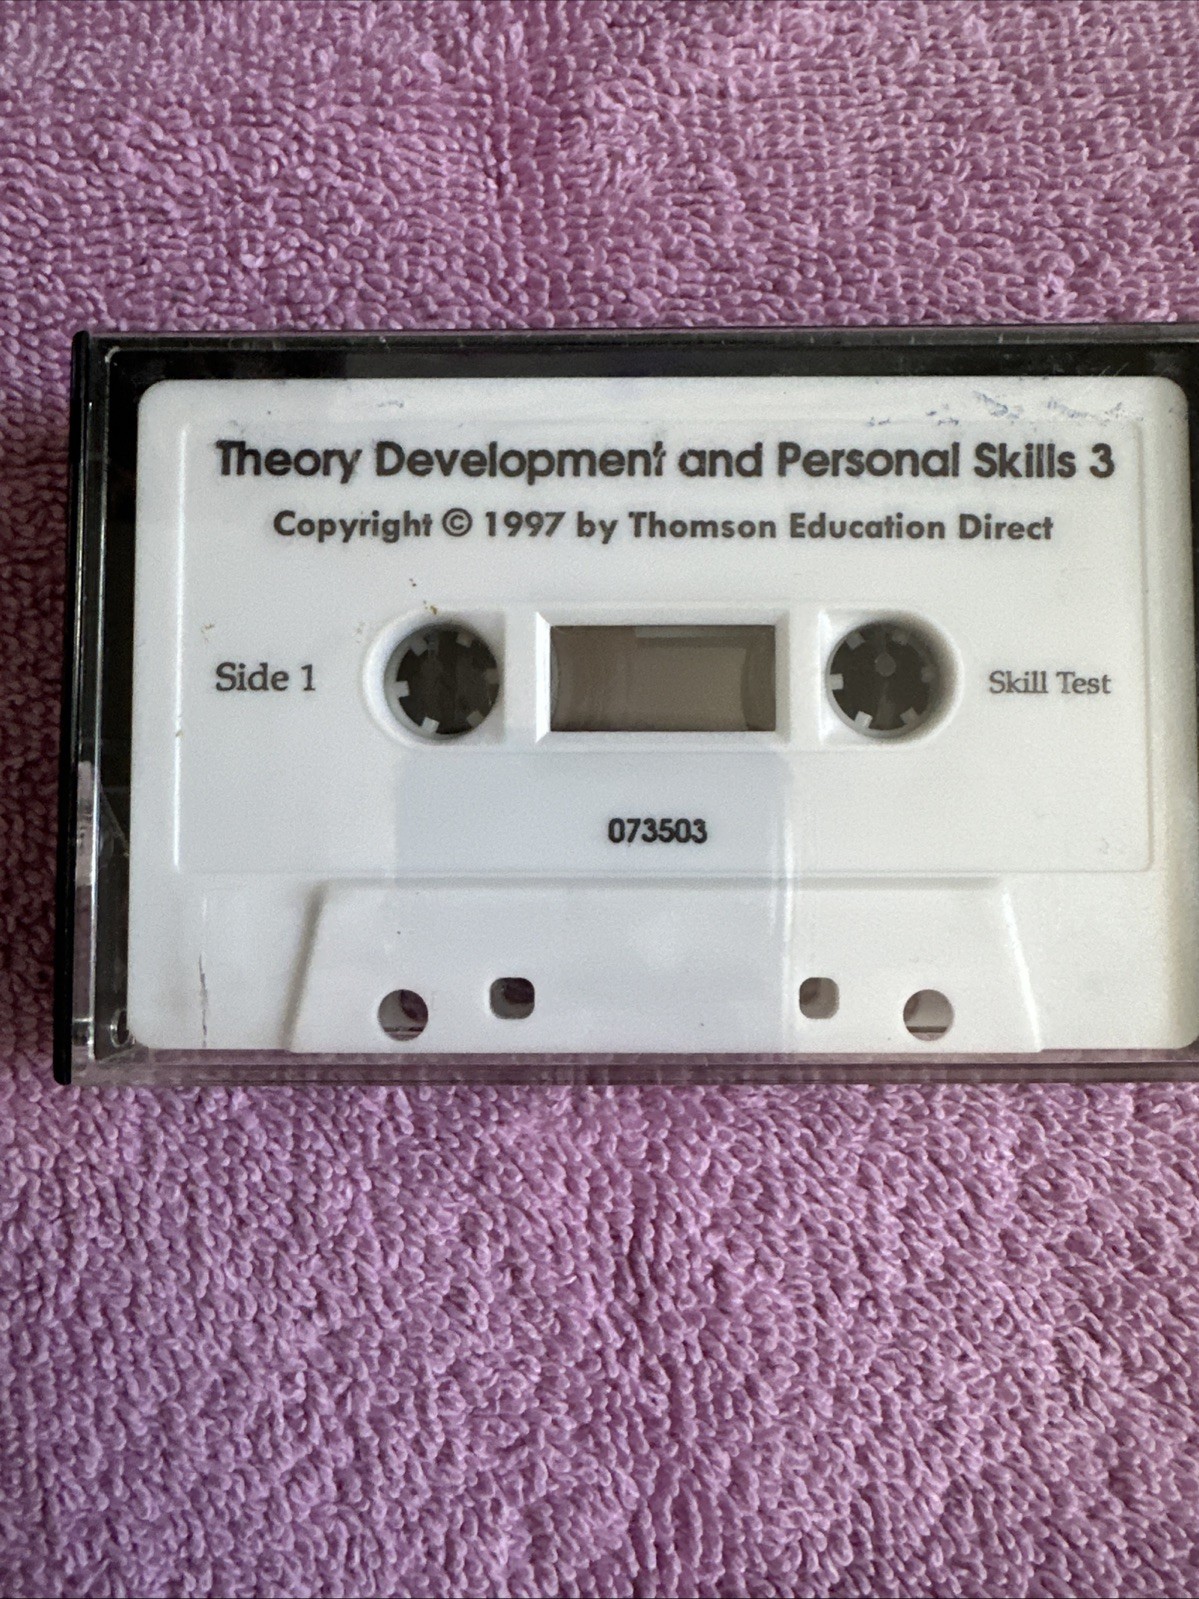 Theory Development and Personal Skills 3
Copyright © 1997 by Thomson Education Direct
Side 1
Skill Test
073503